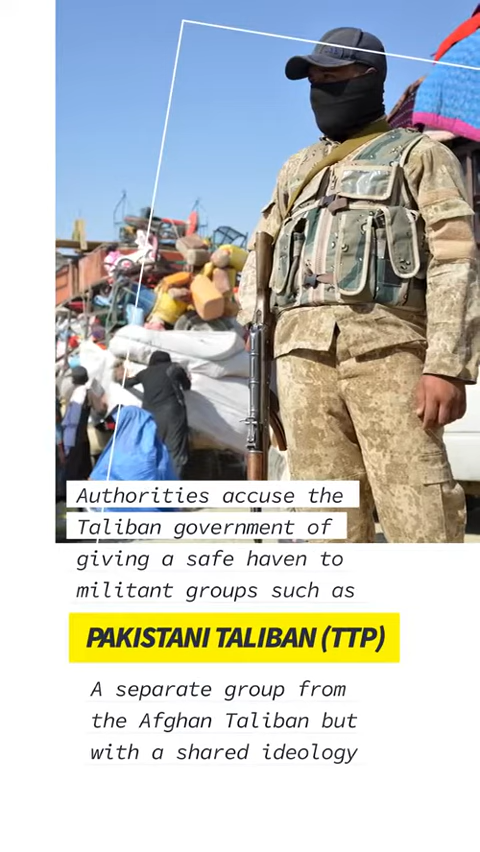 Authorities accuse the
Taliban government of
giving a safe haven to
militant groups such as
PAKISTANI TALIBAN (TTP)
A separate group from
the Afghan Taliban but
with a shared ideology